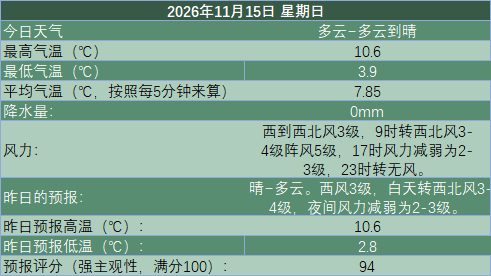 2026年11月15日 星期日
今日天气 多云-多云到晴
最高气温（℃） 10.6
最低气温（℃） 3.9
平均气温（℃，按照每5分钟来算） 7.85
降水量： 0mm
风力：
西到西北风3级，9时转西北风3-
4级阵风5级，17时风力减弱为2-
3级，23时转无风。
昨日的预报：
晴-多云。西风3级，白天转西北风3-
4级，夜间风力减弱为2-3级。
昨日预报高温（℃）： 10.6
昨日预报低温（℃）： 2.8
预报评分（强主观性，满分100）： 94